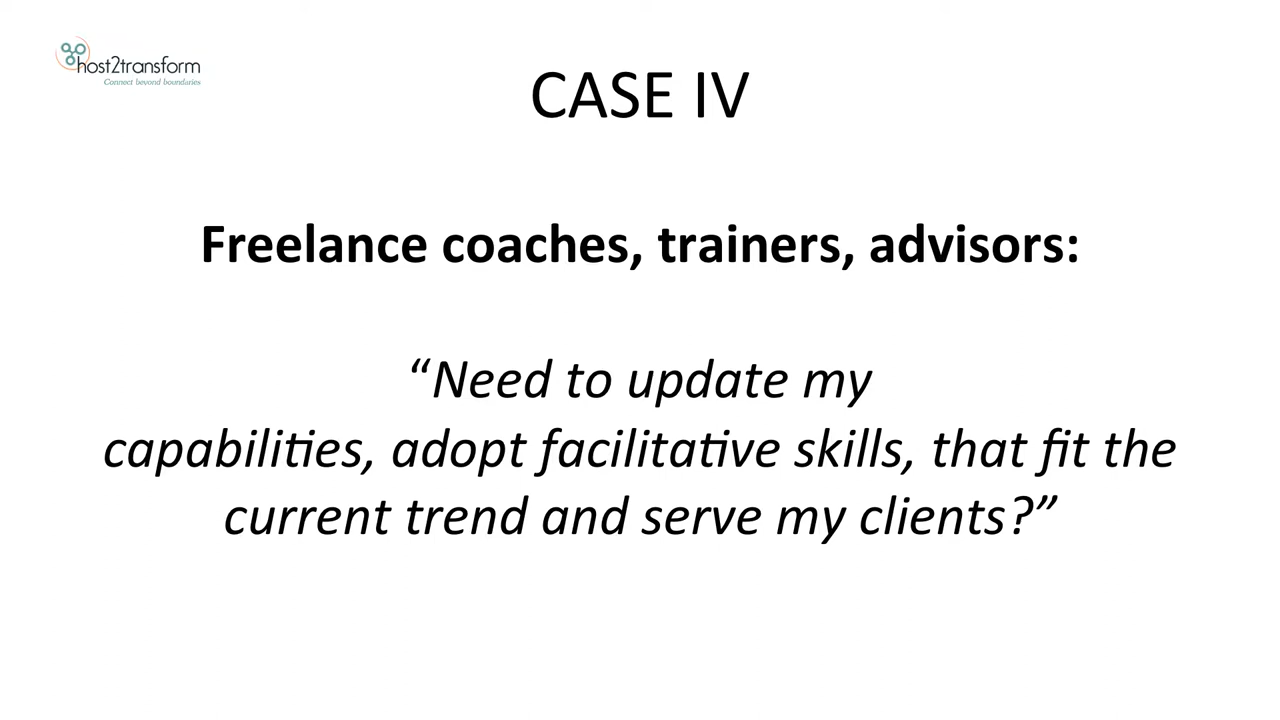 host2transform
Connect beyond boundaries
CASE IV
Freelance coaches, trainers, advisors:
“Need to update my
capabilities, adopt facilitative skills, that fit the
current trend and serve my clients?”